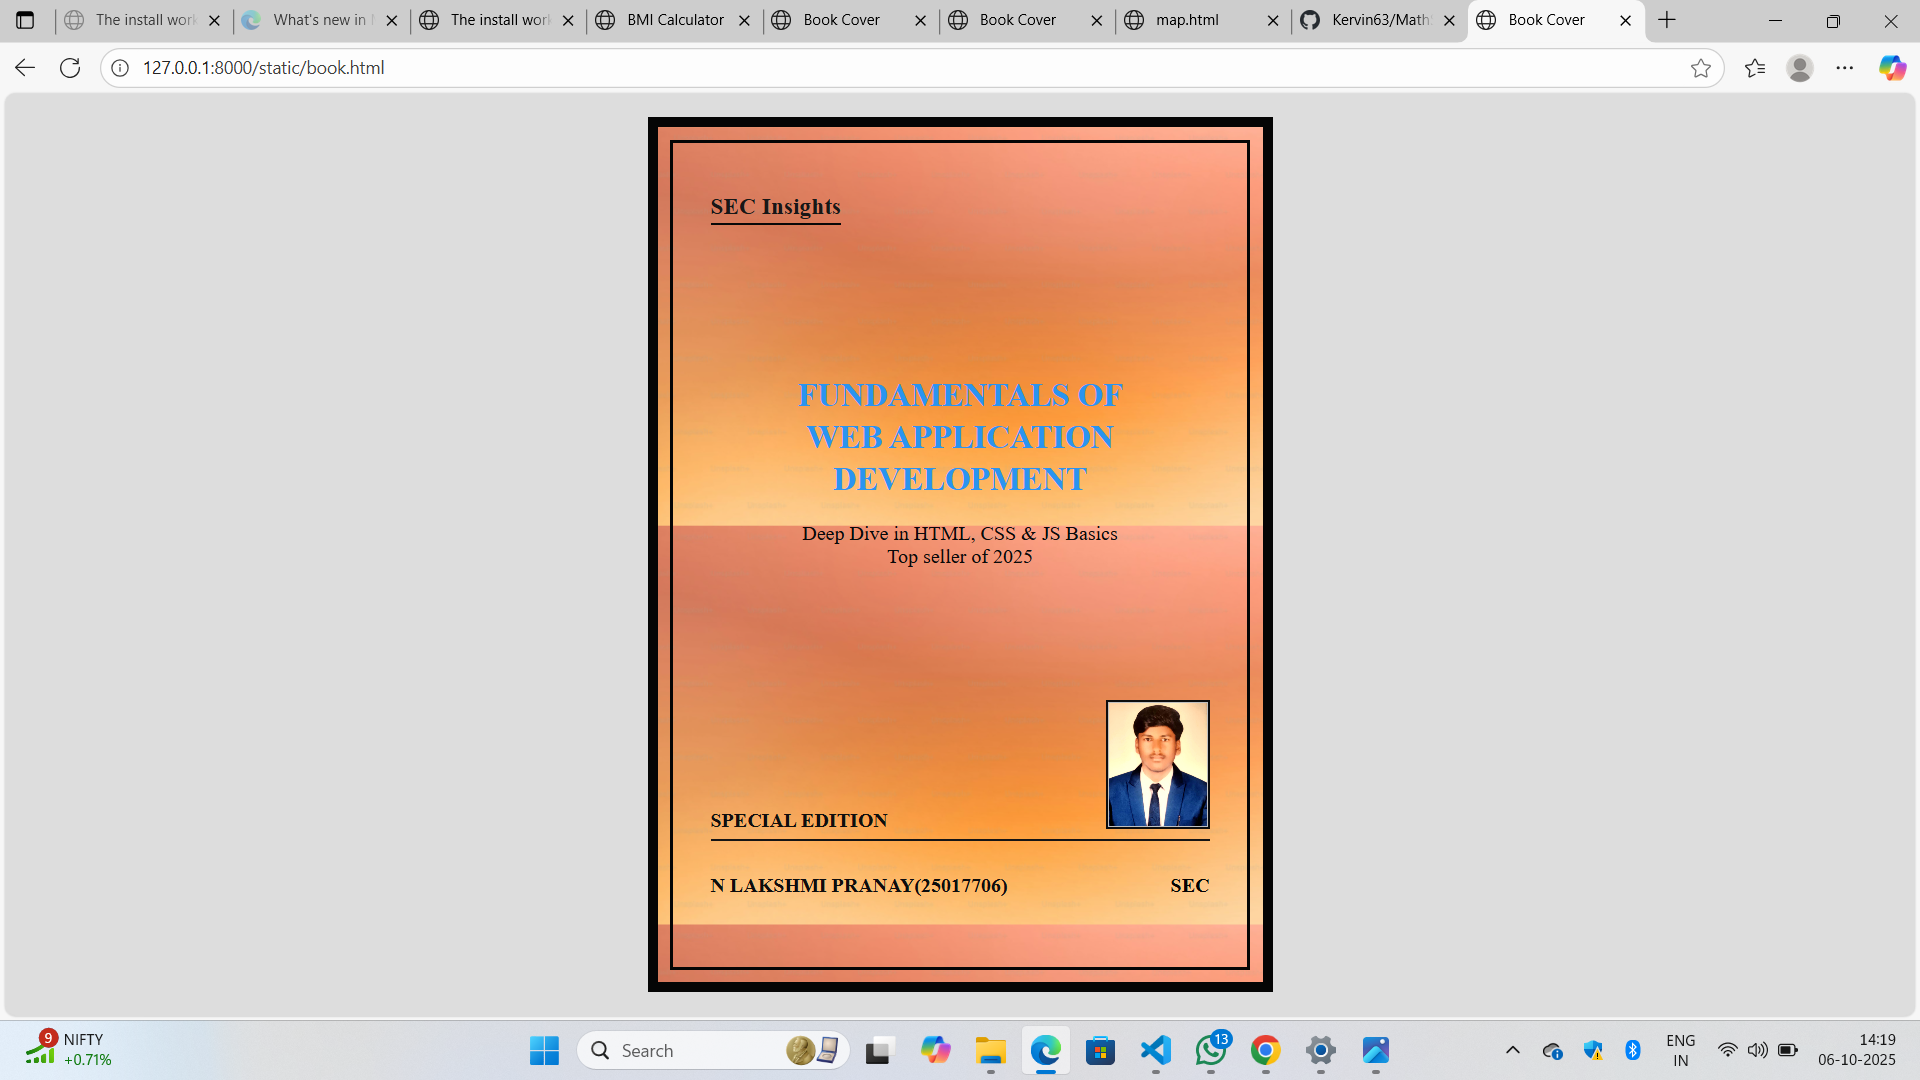 The install work
What's new in
The install work
BMI Calculator
Book Cover
Book Cover
map.html
Kervin63/Math
Book Cover
127.0.0.1:8000/static/book.html
SEC Insights
FUNDAMENTALS OF
WEB APPLICATION
DEVELOPMENT
Deep Dive in HTML, CSS & JS Basics
Top seller of 2025
SPECIAL EDITION
N LAKSHMI PRANAY(25017706)
SEC
9
NIFTY
+0.71%
Search
13
ENG
IN
14:19
06-10-2025